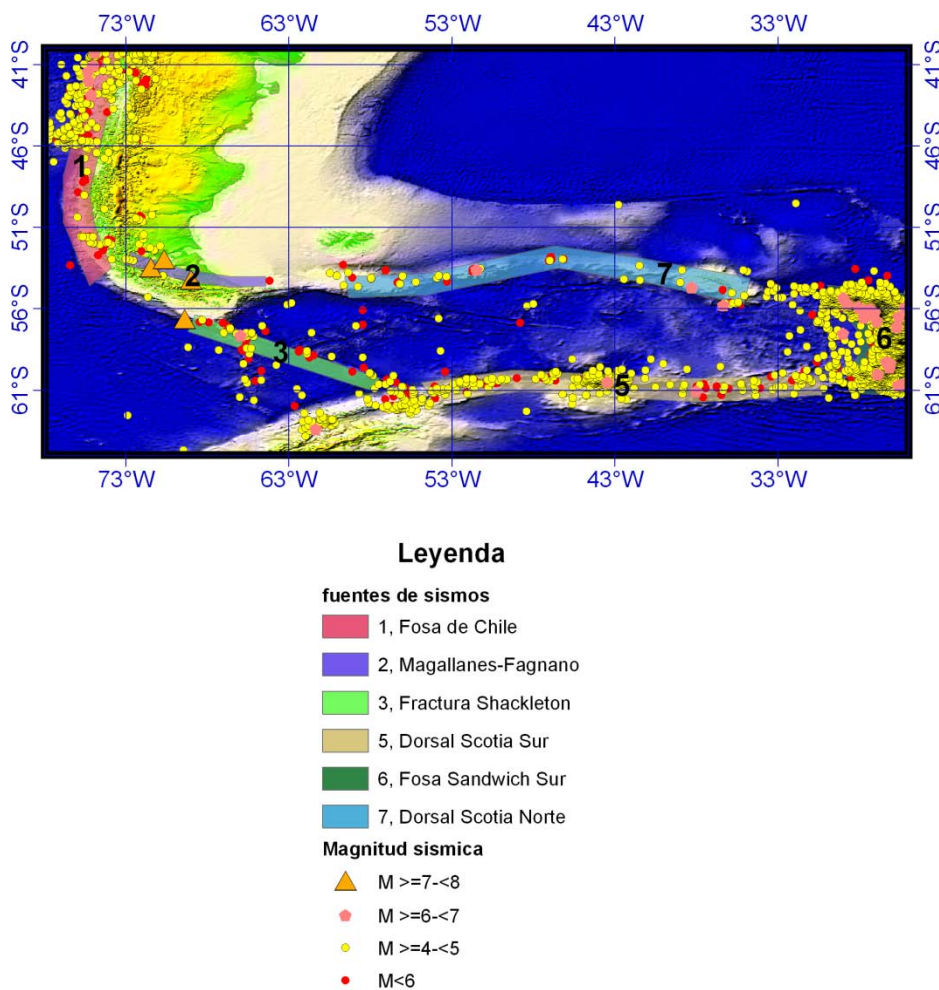 73°W 63°W 53°W 43°W 33°W
41°S 41°S
46°S 46°S
51°S 51°S
56°S 56°S
61°S 61°S
1
2
7
6
3
5
73°W 63°W 53°W 43°W 33°W
Leyenda
fuentes de sismos
1, Fosa de Chile
2, Magallanes-Fagnano
3, Fractura Shackleton
5, Dorsal Scotia Sur
6, Fosa Sandwich Sur
7, Dorsal Scotia Norte
Magnitud sismica
M >=7-<8
M >=6-<7
M >=4-<5
M<6